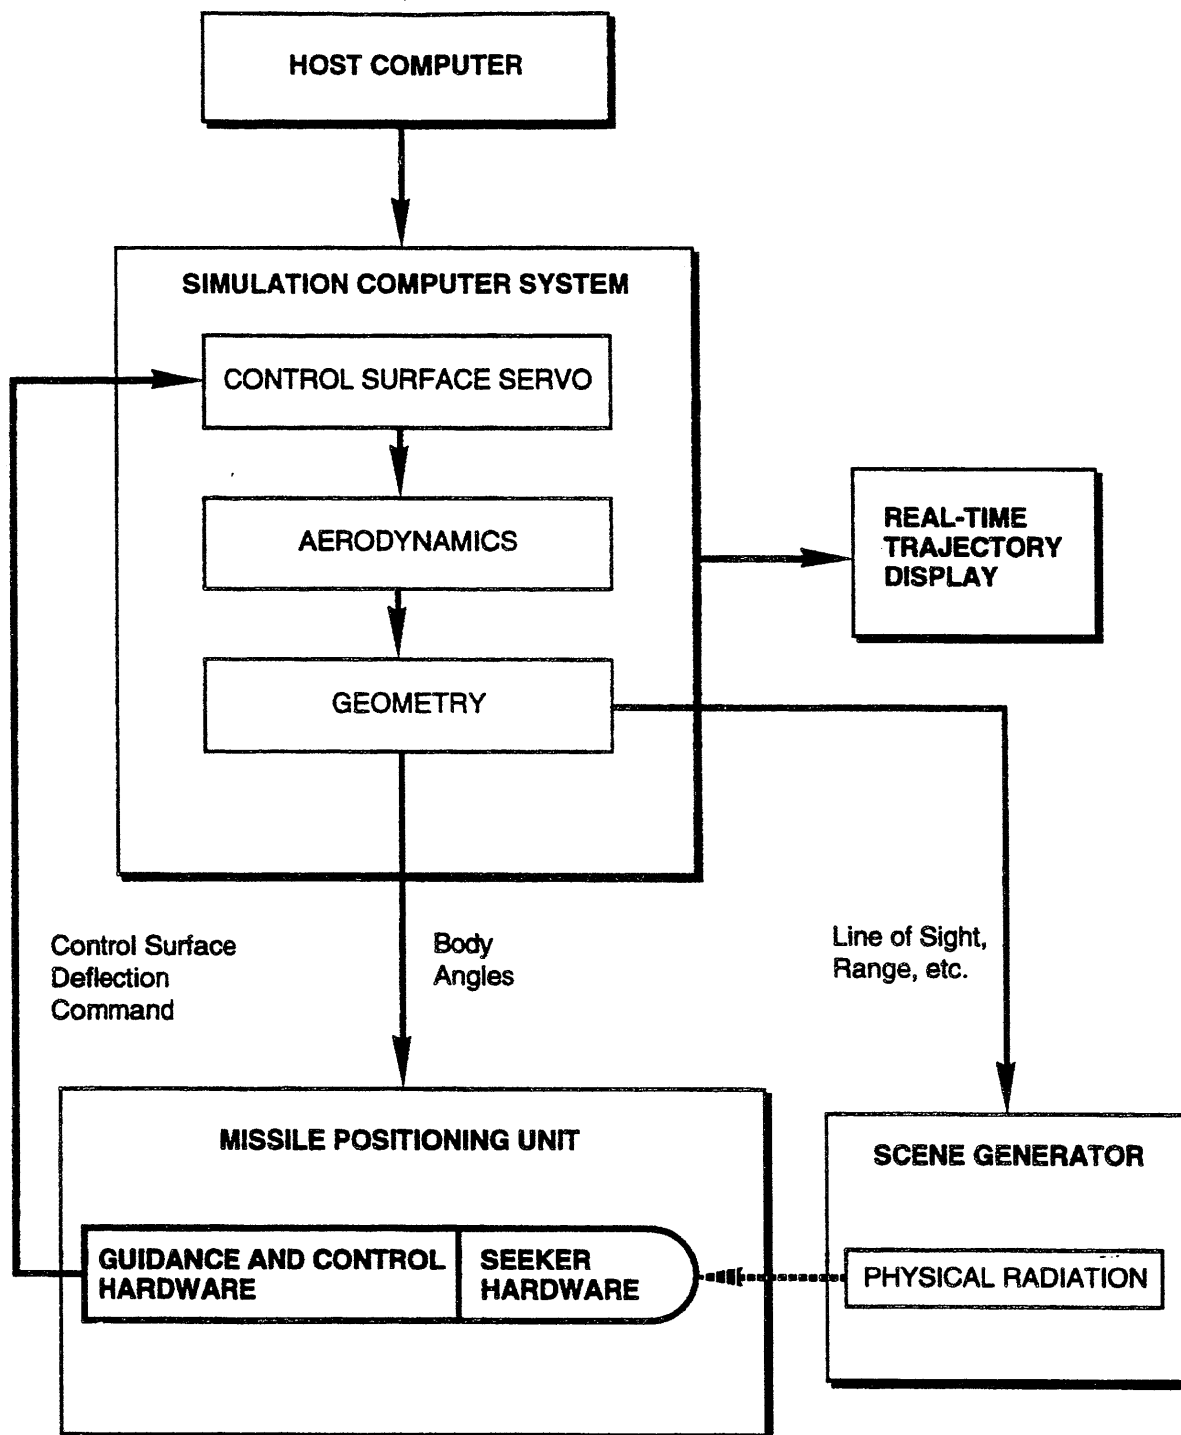 HOST COMPUTER
SIMULATION COMPUTER SYSTEM
CONTROL SURFACE SERVO
AERODYNAMICS
REAL-TIME
TRAJECTORY
DISPLAY
GEOMETRY
Control Surface
Deflection
Command
Body
Angles
Line of Sight,
Range, etc.
MISSILE POSITIONING UNIT
GUIDANCE AND CONTROL
HARDWARE
SEEKER
HARDWARE
SCENE GENERATOR
PHYSICAL RADIATION